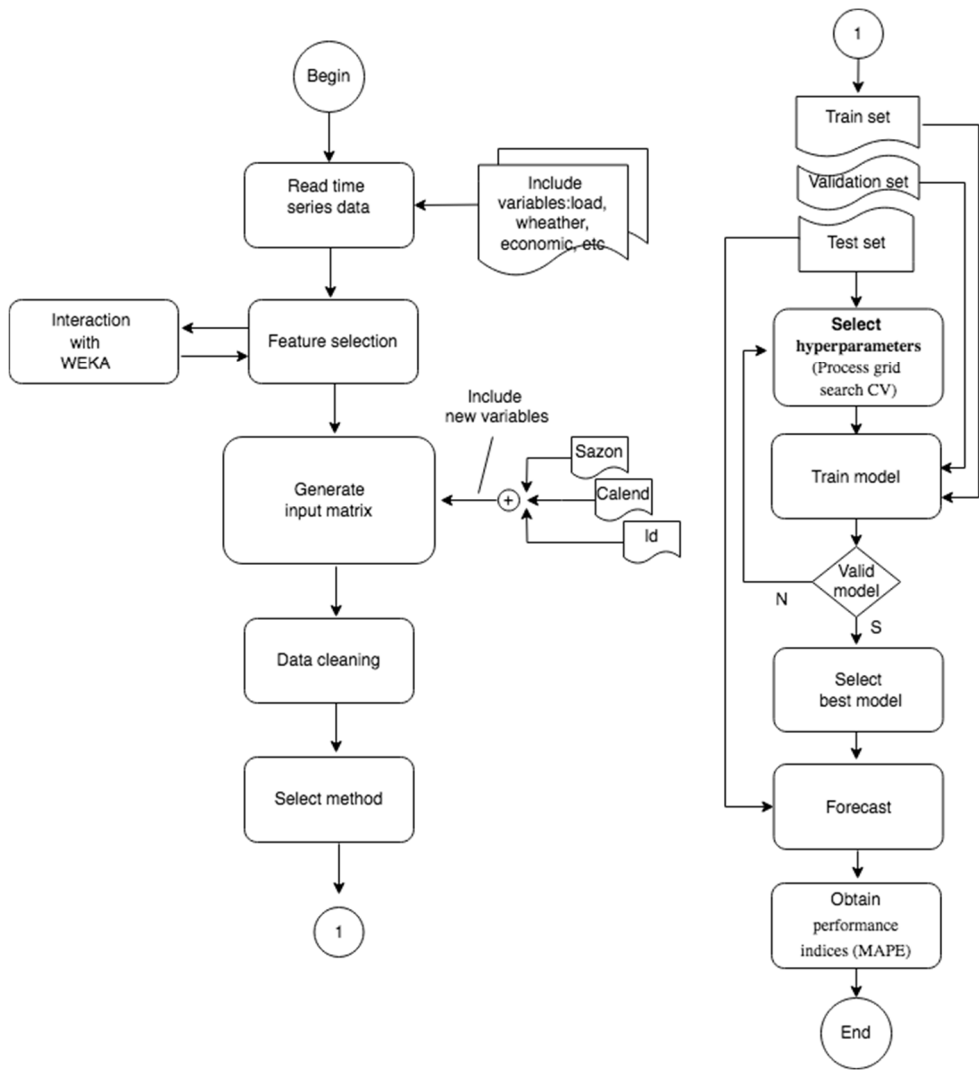 Begin
Read time
series data
Include
variables:load,
wheather,
economic, etc
Interaction
with
WEKA
Feature selection
Include
new variables
Generate
input matrix
+
Sazon
Calend
Id
Data cleaning
Select method
1
1
Train set
Validation set
Test set
Select
hyperparameters
(Process grid
search CV)
Train model
Valid
model
N
S
Select
best model
Forecast
Obtain
performance
indices (MAPE)
End